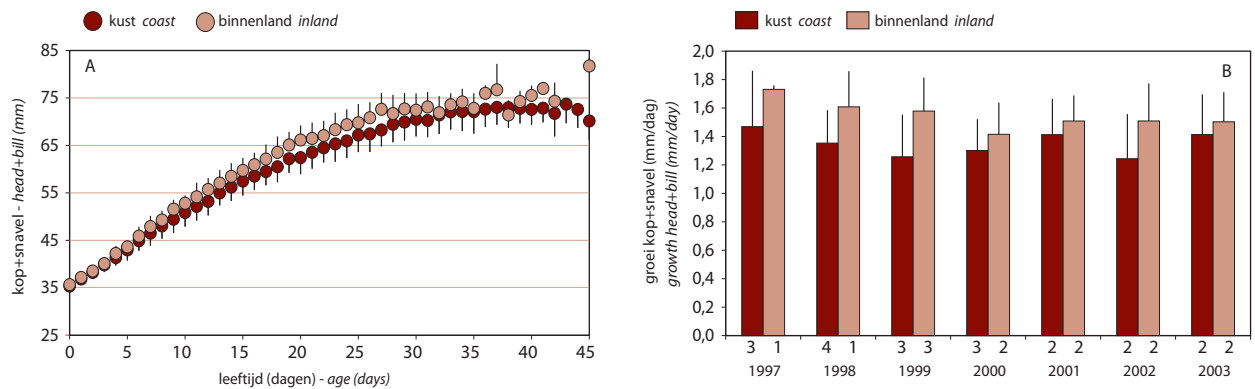 kust coast binnenland inland
A
kop+snavel - head+bill (mm)
85
75
65
55
45
35
25
0 5 10 15 20 25 30 35 40 45
leeftijd (dagen) - age (days)
kust coast binnenland inland
B
groei kop+snavel (mm/dag)
growth head+bill (mm/day)
2,0
1,8
1,6
1,4
1,2
1,0
0,8
0,6
0,4
0,2
0,0
3 1 4 1 3 3 3 2 2 2 2 2 2 2
1997 1998 1999 2000 2001 2002 2003